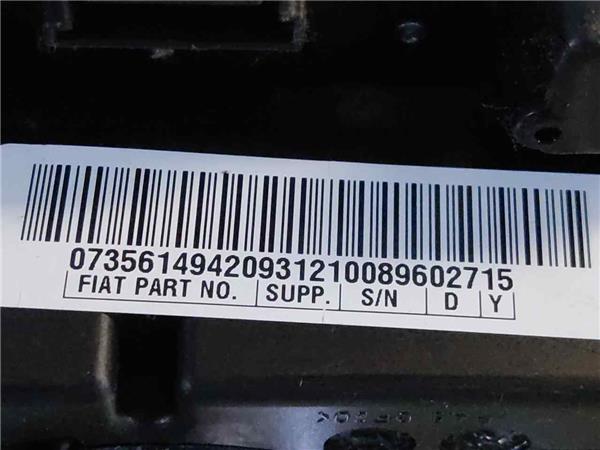 07356149420931210089602715
FIAT PART NO. SUPP. S/N D Y